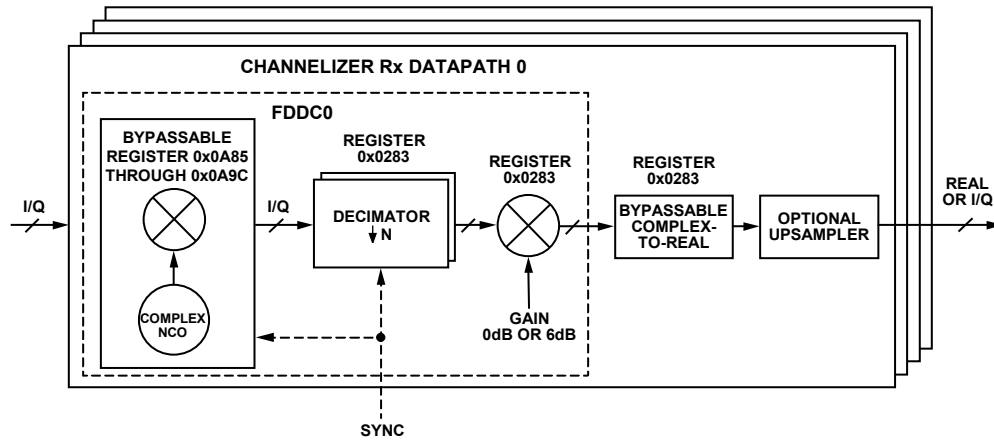 CHANNELIZER Rx DATAPATH 0
FDDC0
BYPASSABLE
REGISTER 0x0A85
THROUGH 0x0A9C
COMPLEX
NCO
I/Q
I/Q
REGISTER
0x0283
DECIMATOR
↓ N
REGISTER
0x0283
GAIN
0dB OR 6dB
REGISTER
0x0283
BYPASSABLE
COMPLEX-
TO-REAL
OPTIONAL
UPSAMPLER
REAL
OR I/Q
SYNC